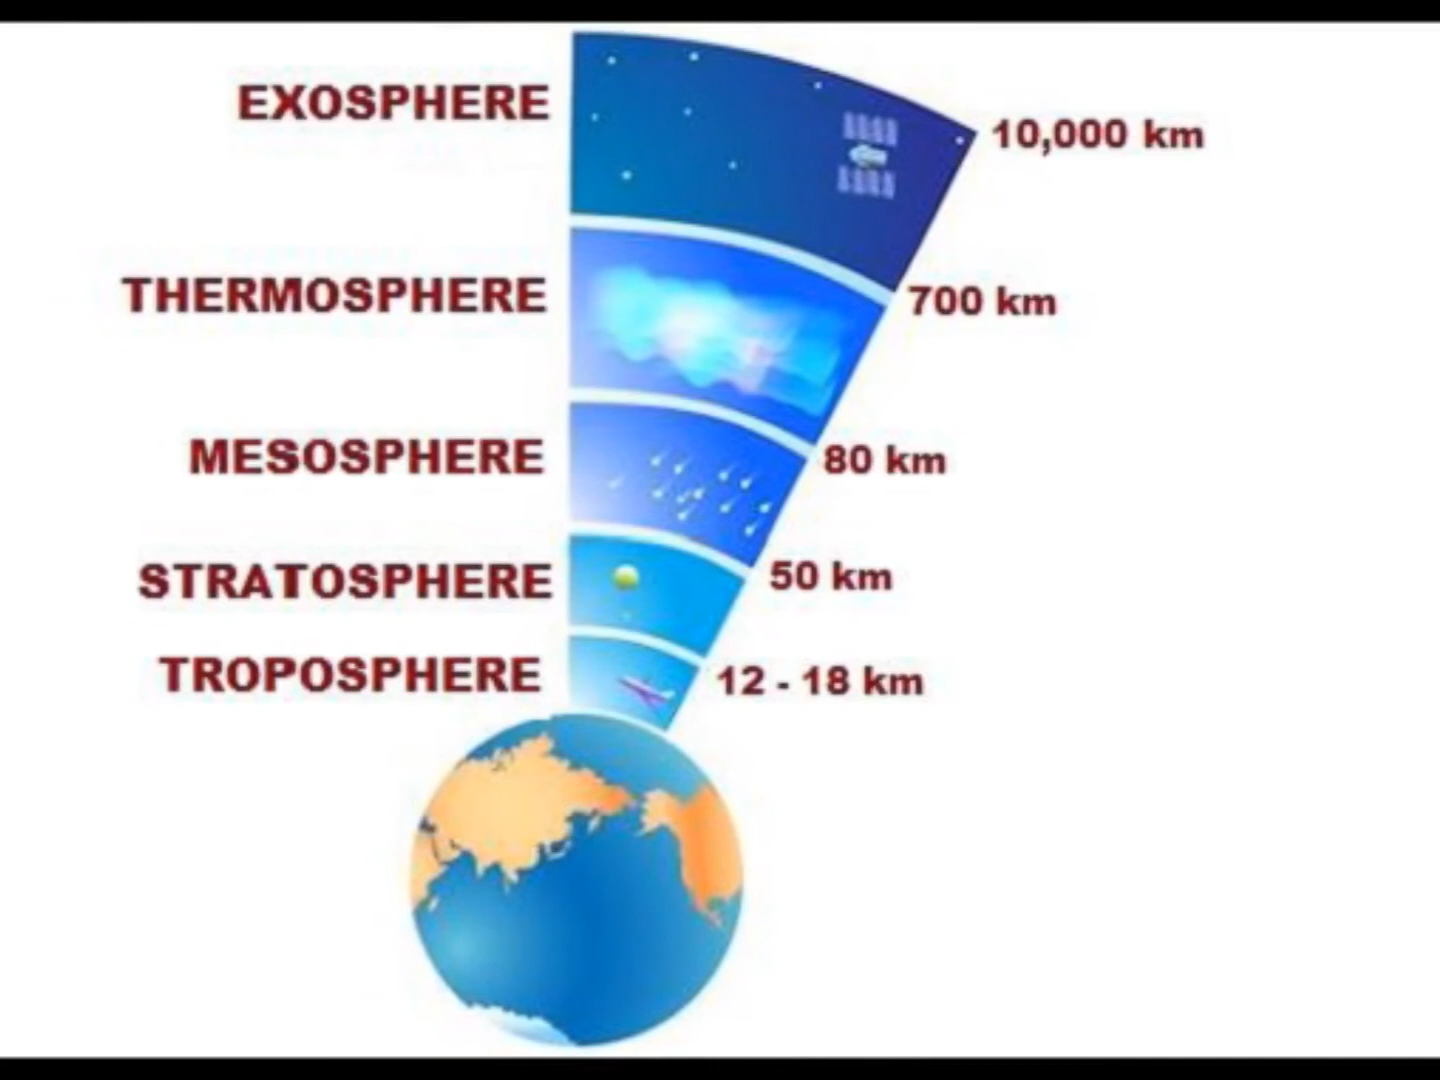 EXOSPHERE
10,000 km
THERMOSPHERE
700 km
MESOSPHERE
80 km
STRATOSPHERE
50 km
TROPOSPHERE
12 - 18 km